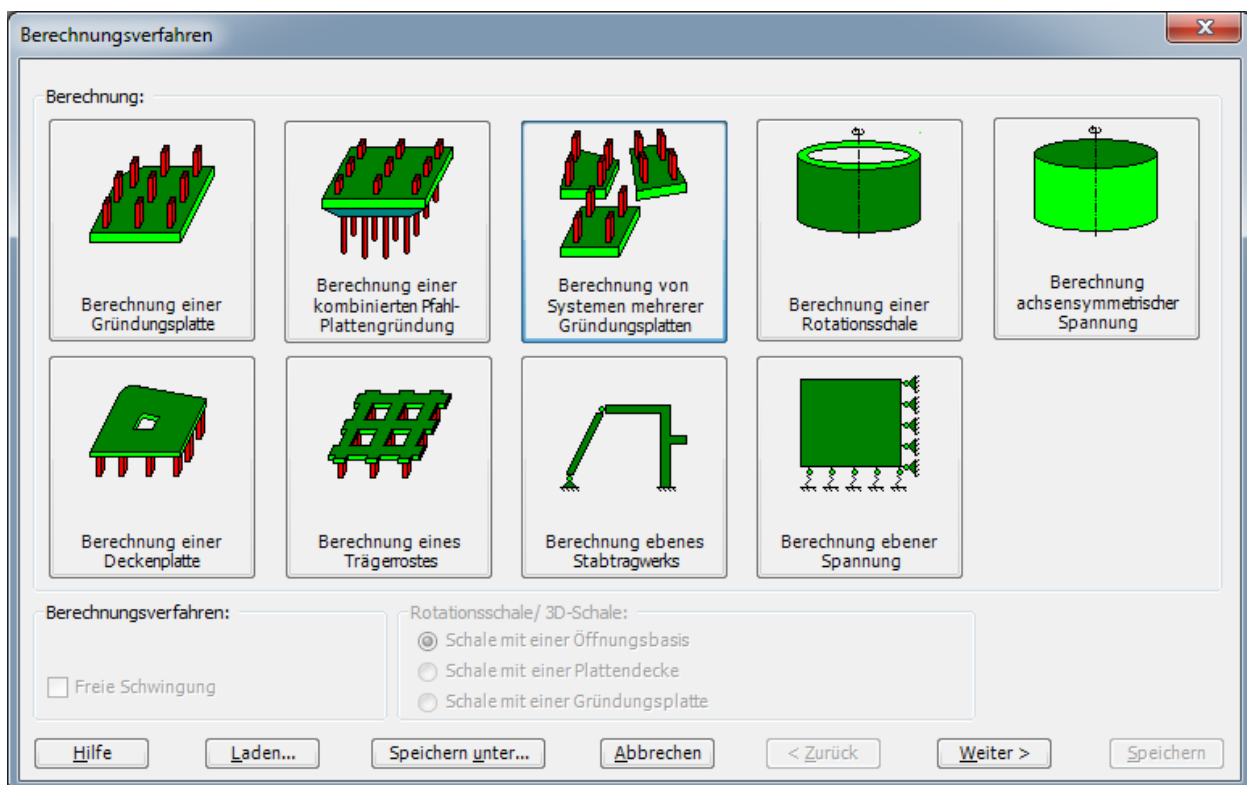 Berechnungsverfahren
Berechnung:
Berechnung einer
Gründungsplatte
Berechnung einer
kombinierten Pfahl-
Plattengründung
Berechnung von
Systemen mehrerer
Gründungsplatten
Berechnung einer
Rotationsschale
Berechnung
achsensymmetrischer
Spannung
Berechnung einer
Deckenplatte
Berechnung eines
Trägerrostes
Berechnung ebenes
Stabtragwerks
Berechnung ebener
Spannung
Berechnungsverfahren:
Freie Schwingung
Rotationsschale/ 3D-Schale:
Schale mit einer Öffnungsbasis
Schale mit einer Plattendecke
Schale mit einer Gründungsplatte
Hilfe
Laden...
Speichern unter...
Abbrechen
< Zurück
Weiter >
Speichern